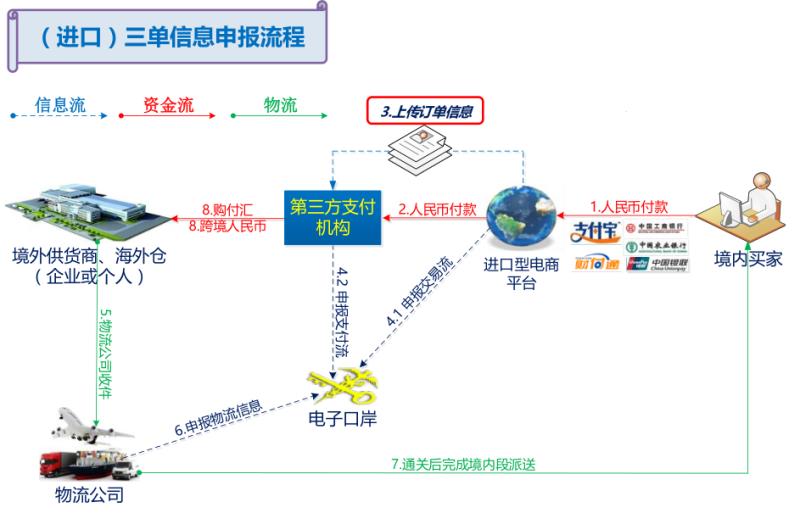 （进口）三单信息申报流程
信息流
资金流
物流
3.上传订单信息
8.购付汇
8.跨境人民币
第三方支付
机构
2.人民币付款
1.人民币付款
支付宝
中国工商银行
中国农业银行
财付通
UnionPay
中国银联
China Unionpay
境外供货商、海外仓
（企业或个人）
进口型电商
平台
境内买家
5.物流公司收件
4.2 申报支付流
4.1 申报交易流
6.申报物流信息
电子口岸
7.通关后完成境内段派送
物流公司